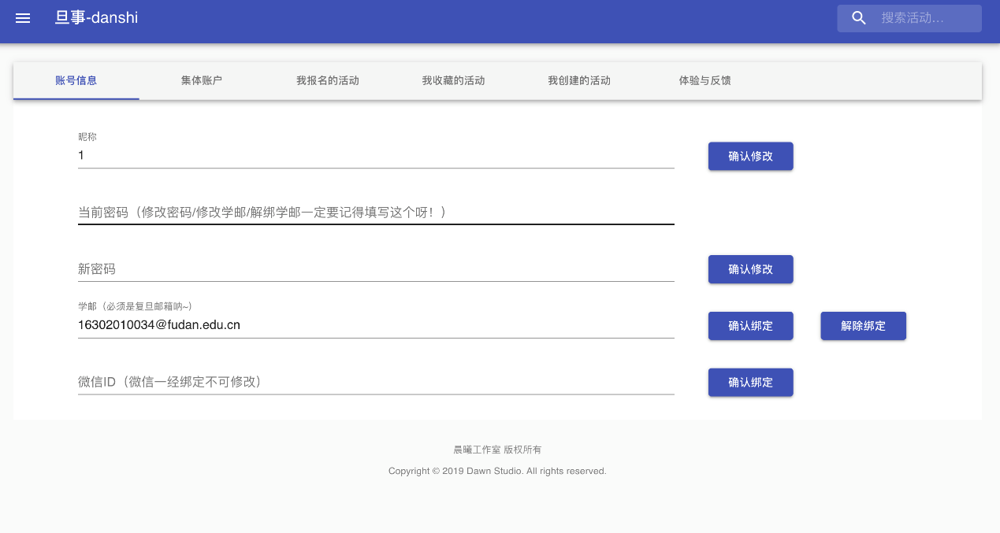 旦事-danshi
搜索活动…
账号信息 集体账户 我报名的活动 我收藏的活动 我创建的活动 体验与反馈
昵称
1
确认修改
当前密码（修改密码/修改学邮/解绑学邮一定要记得填写这个呀！）
新密码
确认修改
学邮（必须是复旦邮箱呐~）
16302010034@fudan.edu.cn
确认绑定 解除绑定
微信ID（微信一经绑定不可修改）
确认绑定
晨曦工作室 版权所有
Copyright © 2019 Dawn Studio. All rights reserved.